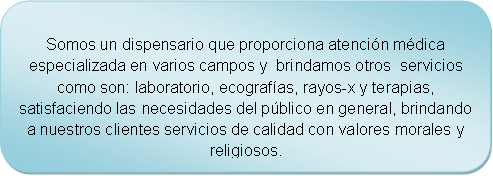 Somos un dispensario que proporciona atención médica
especializada en varios campos y brindamos otros servicios
como son: laboratorio, ecografías, rayos-x y terapias,
satisfaciendo las necesidades del público en general, brindando
a nuestros clientes servicios de calidad con valores morales y
religiosos.